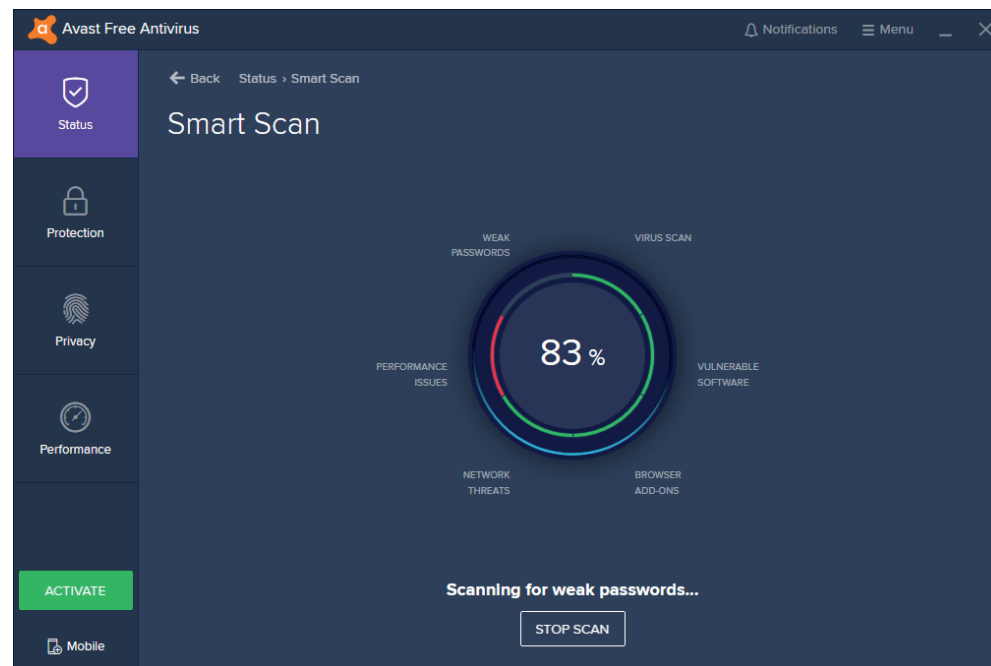 Avast Free Antivirus
Notifications
Menu
Back
Status › Smart Scan
Status
Smart Scan
Protection
Privacy
Performance
WEAK
PASSWORDS
VIRUS SCAN
PERFORMANCE
ISSUES
83 %
VULNERABLE
SOFTWARE
NETWORK
THREATS
BROWSER
ADD-ONS
Scanning for weak passwords...
STOP SCAN
ACTIVATE
Mobile